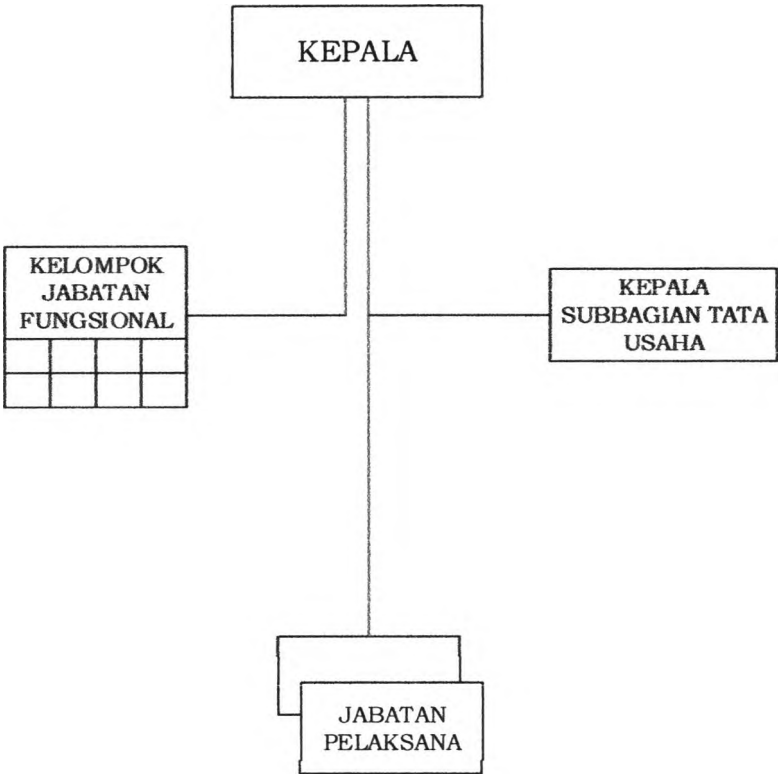 KEPALA
KELOMPOK
JABATAN
FUNGSIONAL
KEPALA
SUBBAGIAN TATA
USAHA
JABATAN
PELAKSANA